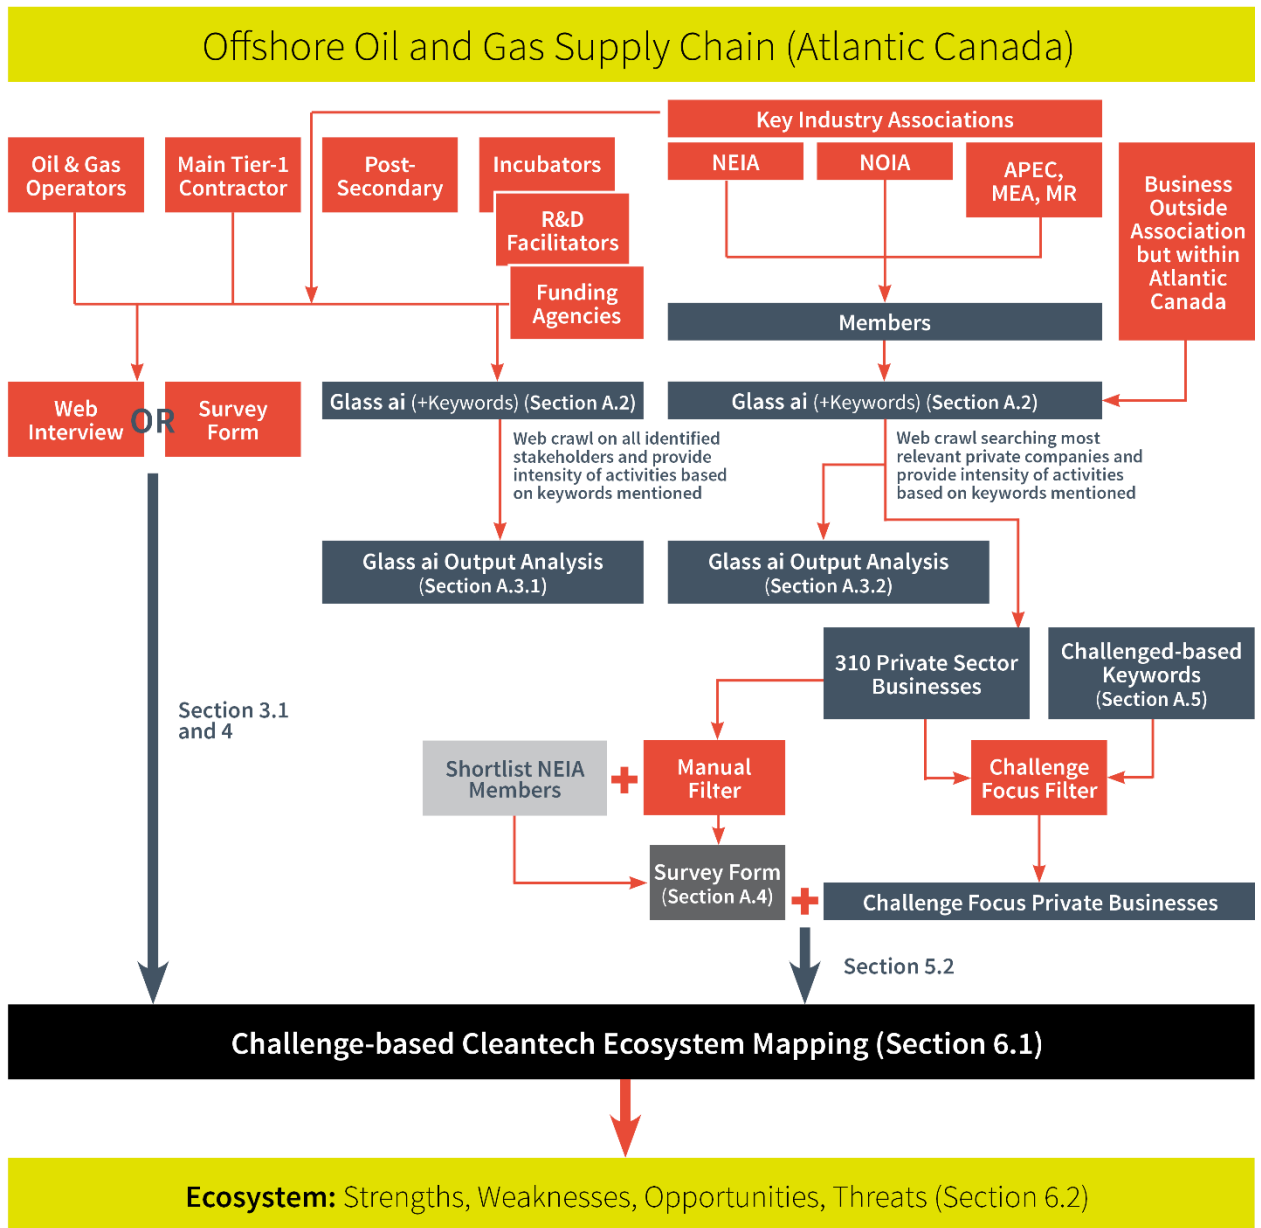 Offshore Oil and Gas Supply Chain (Atlantic Canada)
Key Industry Associations
Oil & Gas
Operators
Main Tier-1
Contractor
Post-
Secondary
Incubators
R&D
Facilitators
Funding
Agencies
NEIA
NOIA
APEC,
MEA, MR
Business
Outside
Association
but within
Atlantic
Canada
Members
Web
Interview
OR
Survey
Form
Glass ai (+Keywords) (Section A.2)
Glass ai (+Keywords) (Section A.2)
Web crawl on all identified
stakeholders and provide
intensity of activities based
on keywords mentioned
Web crawl searching most
relevant private companies and
provide intensity of activities
based on keywords mentioned
Glass ai Output Analysis
(Section A.3.1)
Glass ai Output Analysis
(Section A.3.2)
310 Private Sector
Businesses
Challenged-based
Keywords
(Section A.5)
Section 3.1
and 4
Shortlist NEIA
Members
+
Manual
Filter
Challenge
Focus Filter
Survey Form
(Section A.4)
+
Challenge Focus Private Businesses
Section 5.2
Challenge-based Cleantech Ecosystem Mapping (Section 6.1)
Ecosystem: Strengths, Weaknesses, Opportunities, Threats (Section 6.2)